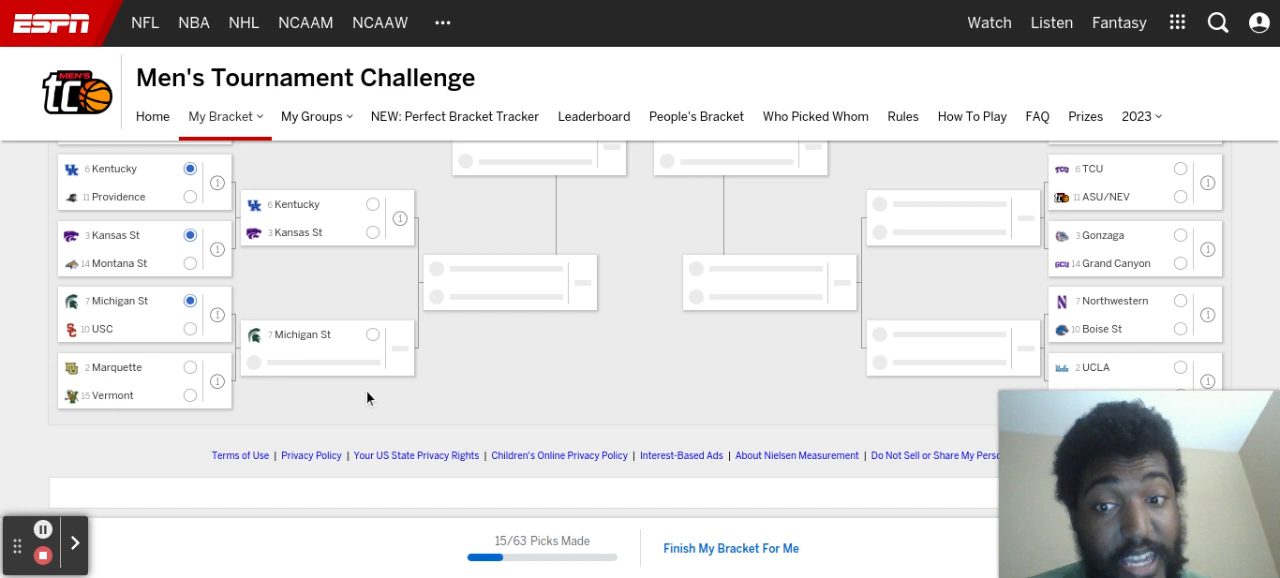 ESPN NFL NBA NHL NCAAM NCAAW ••• Watch Listen Fantasy
MEN'S tc Men's Tournament Challenge
Home My Bracket My Groups NEW: Perfect Bracket Tracker Leaderboard People's Bracket Who Picked Whom Rules How To Play FAQ Prizes 2023
6 Kentucky
11 Providence
3 Kansas St
14 Montana St
7 Michigan St
10 USC
2 Marquette
15 Vermont
6 Kentucky
3 Kansas St
7 Michigan St
6 TCU
11 ASU/NEV
3 Gonzaga
14 Grand Canyon
7 Northwestern
10 Boise St
2 UCLA
Terms of Use | Privacy Policy | Your US State Privacy Rights | Children's Online Privacy Policy | Interest-Based Ads | About Nielsen Measurement | Do Not Sell or Share My
15/63 Picks Made
Finish My Bracket For Me